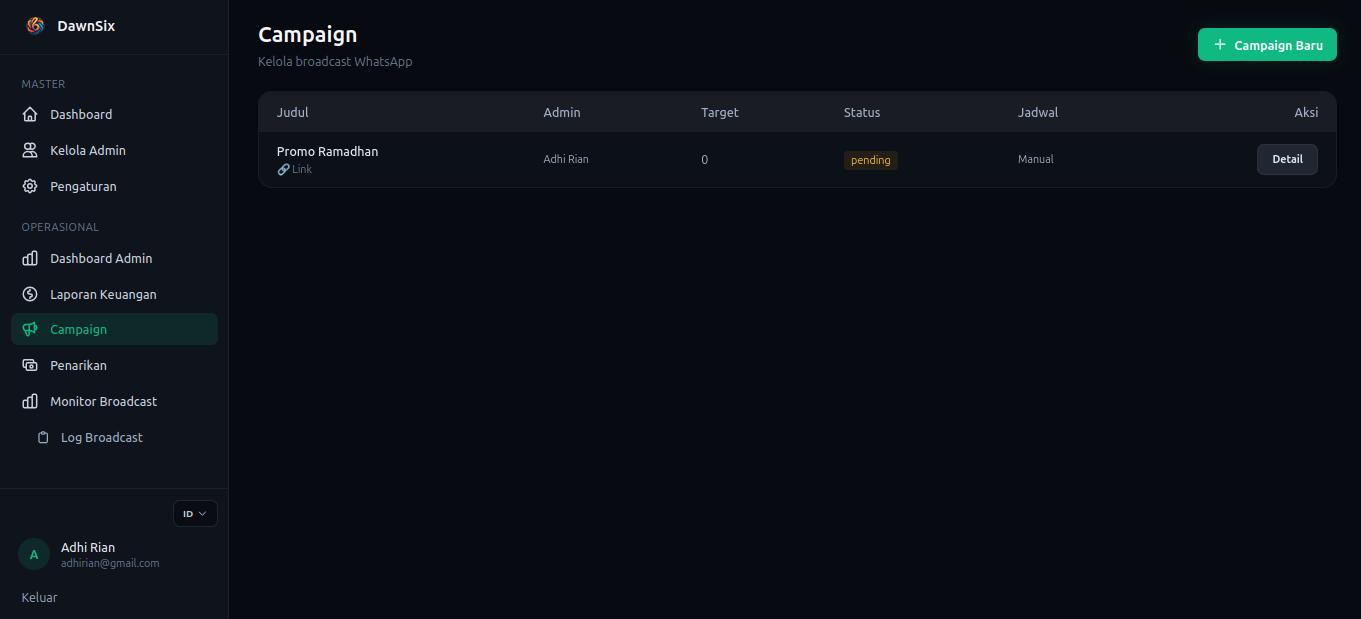 DawnSix
MASTER
Dashboard
Kelola Admin
Pengaturan
OPERASIONAL
Dashboard Admin
Laporan Keuangan
Campaign
Penarikan
Monitor Broadcast
Log Broadcast
ID
A
Adhi Rian
adhirian@gmail.com
Keluar
Campaign
Kelola broadcast WhatsApp
+ Campaign Baru
Judul Admin Target Status Jadwal Aksi
Promo Ramadhan Adhi Rian 0 pending Manual Detail
Link